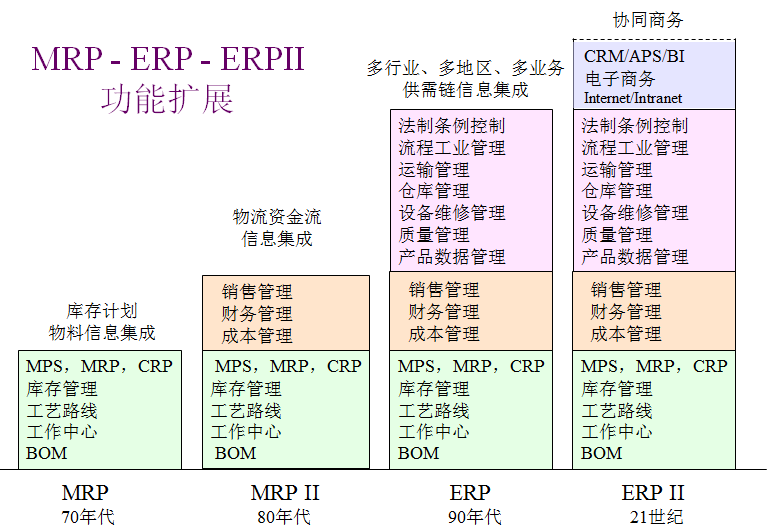 MRP - ERP - ERPII
功能扩展
库存计划
物料信息集成
MPS，MRP，CRP
库存管理
工艺路线
工作中心
BOM
MRP
70年代
物流资金流
信息集成
销售管理
财务管理
成本管理
MPS，MRP，CRP
库存管理
工艺路线
工作中心
BOM
MRP II
80年代
多行业、多地区、多业务
供需链信息集成
法制条例控制
流程工业管理
运输管理
仓库管理
设备维修管理
质量管理
产品数据管理
销售管理
财务管理
成本管理
MPS，MRP，CRP
库存管理
工艺路线
工作中心
BOM
ERP
90年代
协同商务
CRM/APS/BI
电子商务
Internet/Intranet
法制条例控制
流程工业管理
运输管理
仓库管理
设备维修管理
质量管理
产品数据管理
销售管理
财务管理
成本管理
MPS，MRP，CRP
库存管理
工艺路线
工作中心
BOM
ERP II
21世纪